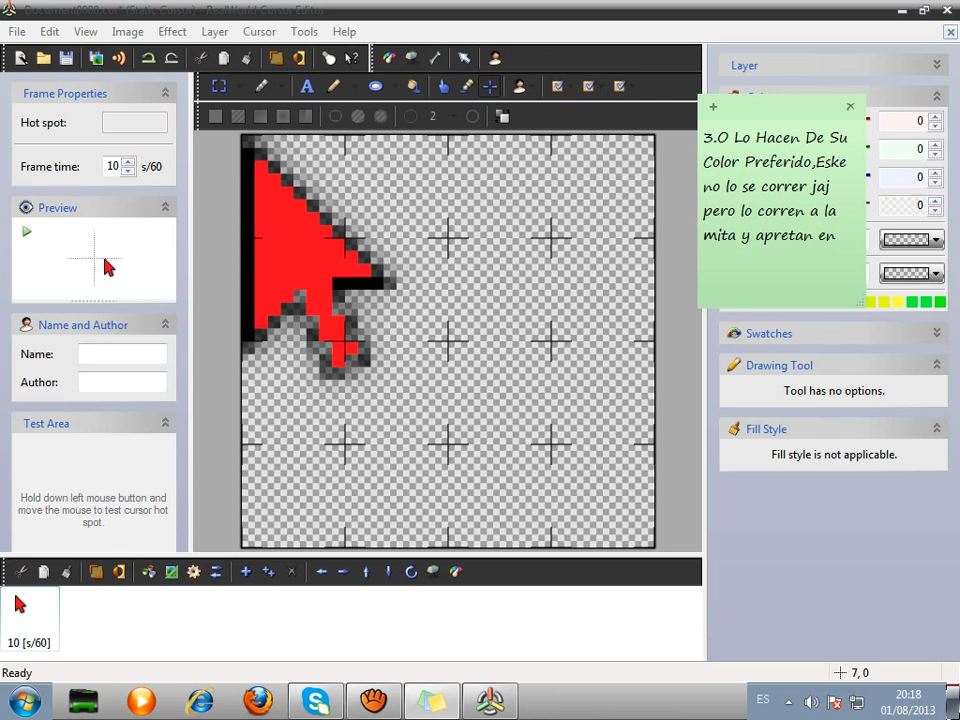 File Edit View Image Effect Layer Cursor Tools Help
Frame Properties
Hot spot:
Frame time: 10 s/60
Preview
Name and Author
Name:
Author:
Test Area
Hold down left mouse button and
move the mouse to test cursor hot
spot.
A
2
Layer
0
0
0
0
3.O Lo Hacen De Su
Color Preferido,Eske
no lo se correr jaj
pero lo corren a la
mita y apretan en
Swatches
Drawing Tool
Tool has no options.
Fill Style
Fill style is not applicable.
10 [s/60]
Ready
7, 0
ES
20:18
01/08/2013